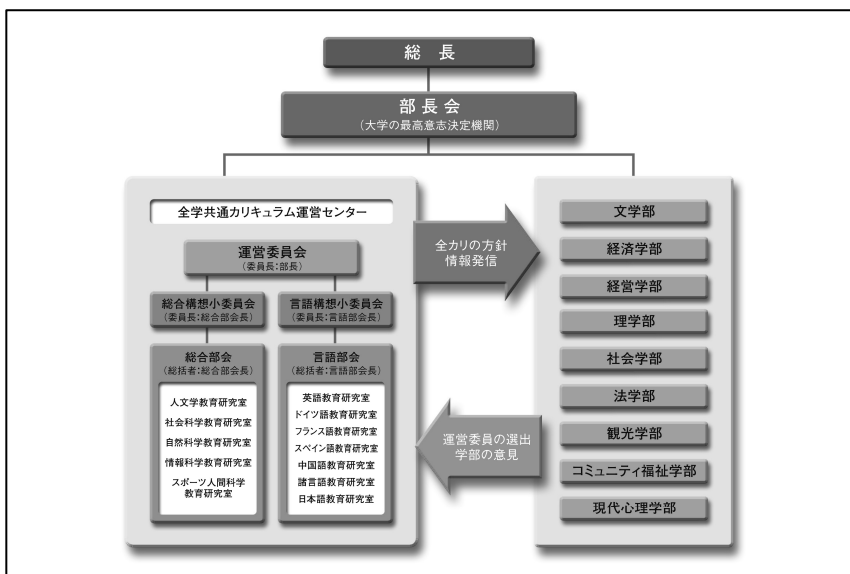 総 長
部長会
(大学の最高意志決定機関)
全学共通カリキュラム運営センター
運営委員会
(委員長:部長)
総合構想小委員会
(委員長:総合部会長)
言語構想小委員会
(委員長:言語部会長)
総合部会
(総括者:総合部会長)
人文学教育研究室
社会科学教育研究室
自然科学教育研究室
情報科学教育研究室
スポーツ人間科学
教育研究室
言語部会
(総括者:言語部会長)
英語教育研究室
ドイツ語教育研究室
フランス語教育研究室
スペイン語教育研究室
中国語教育研究室
諸言語教育研究室
日本語教育研究室
全カリの方針
情報発信
運営委員の選出
学部の意見
文学部
経済学部
経営学部
理学部
社会学部
法学部
観光学部
コミュニティ福祉学部
現代心理学部